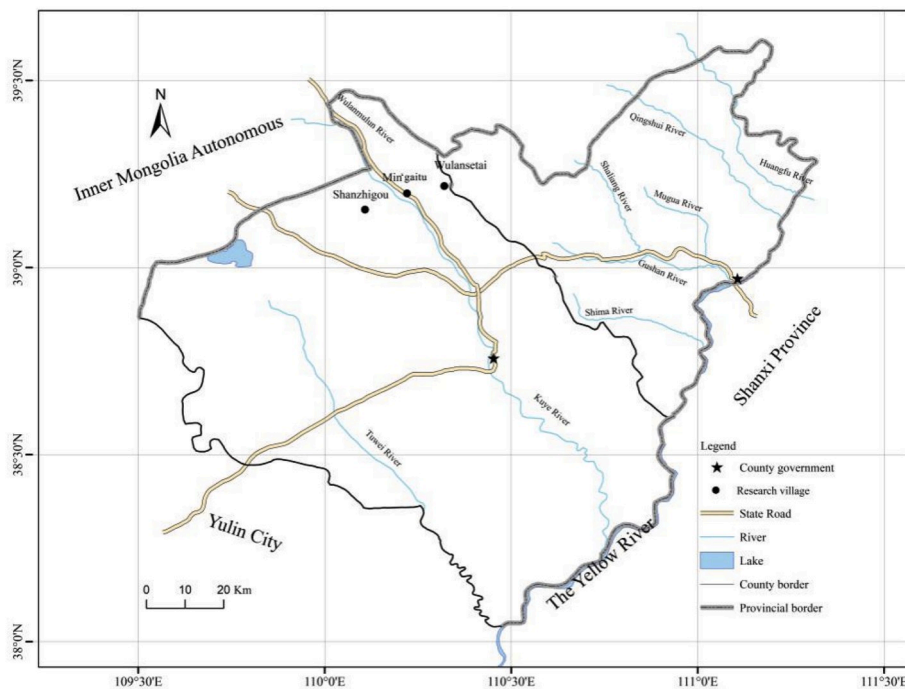 N
Inner Mongolia Autonomous
Wulanmulun River
Min'gaitu
Wulansetai
Shanzhigou
Qingshui River
Huangfu River
Shaliang River
Mugua River
Gushan River
Shima River
Kuye River
Tuwei River
Shanxi Province
Yulin City
The Yellow River
0 10 20 Km
Legend
County government
Research village
State Road
River
Lake
County border
Provincial border
39°30'N
39°0'N
38°30'N
38°0'N
109°30'E
110°0'E
110°30'E
111°0'E
111°30'E